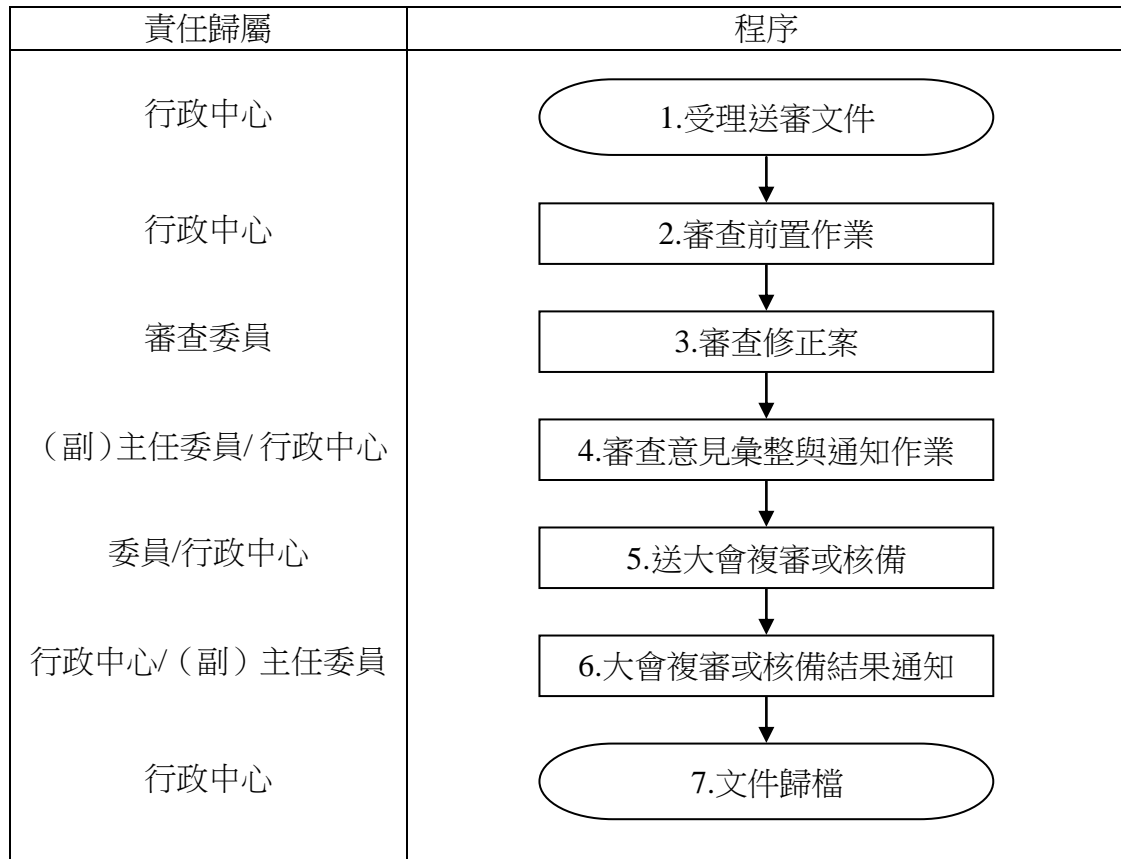 責任歸屬 程序
行政中心 1.受理送審文件
行政中心 2.審查前置作業
審查委員 3.審查修正案
（副）主任委員/ 行政中心 4.審查意見彙整與通知作業
委員/行政中心 5.送大會複審或核備
行政中心/（副）主任委員 6.大會複審或核備結果通知
行政中心 7.文件歸檔